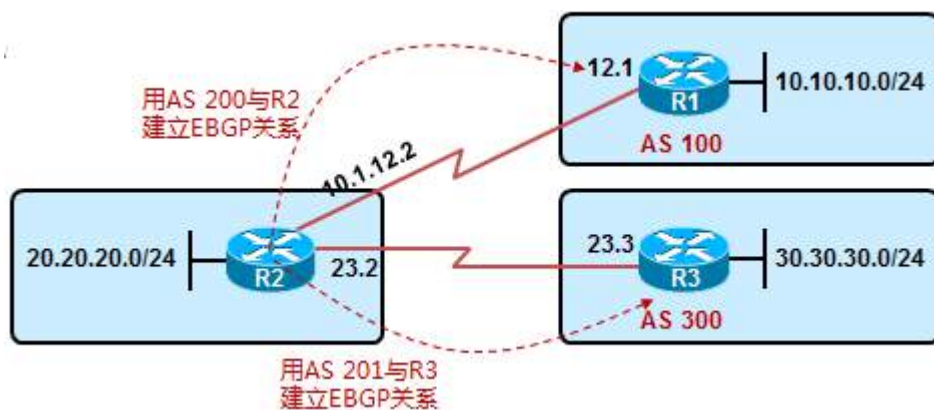 12.1
R1
10.10.10.0/24
AS 100
用AS 200与R2
建立EBGP关系
10.1.12.2
20.20.20.0/24
R2
23.2
23.3
R3
30.30.30.0/24
AS 300
用AS 201与R3
建立EBGP关系